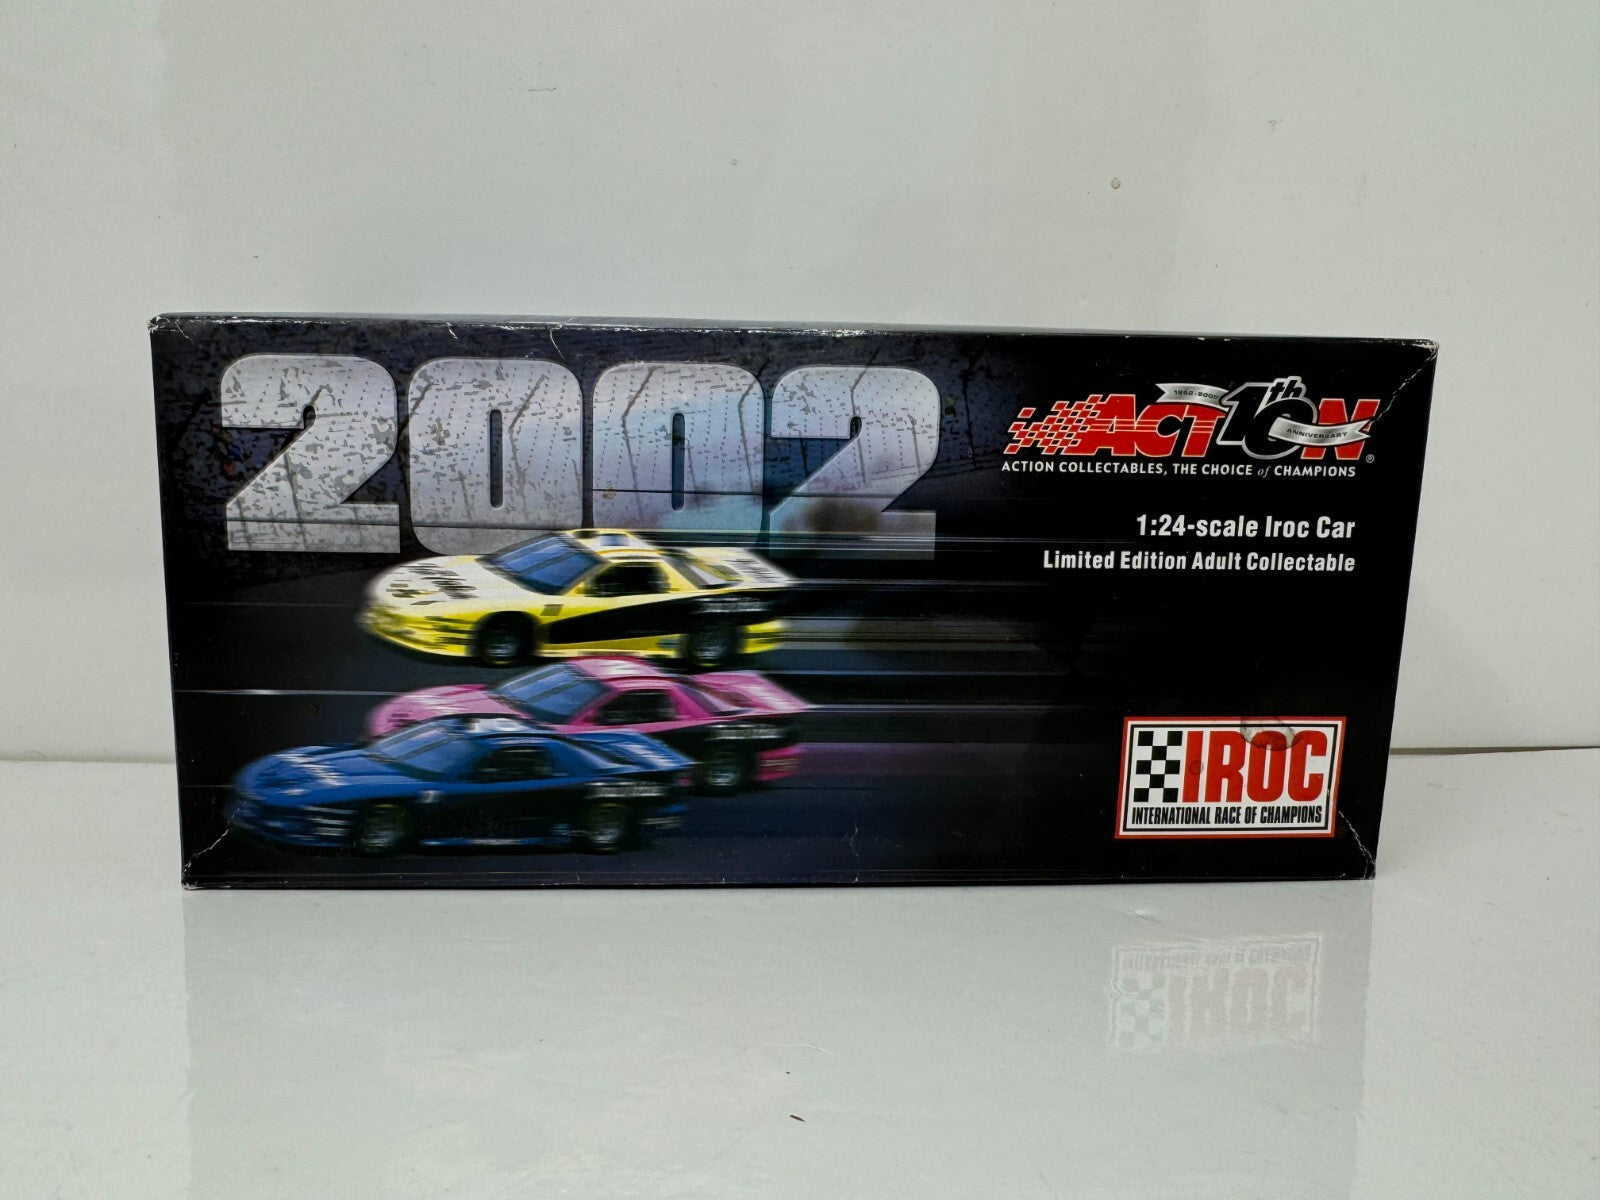 2002
ACTION
10th
1992-2002
ANNIVERSARY
®
ACTION COLLECTABLES, THE CHOICE of CHAMPIONS
1:24-scale Iroc Car
Limited Edition Adult Collectable
IROC
INTERNATIONAL RACE OF CHAMPIONS